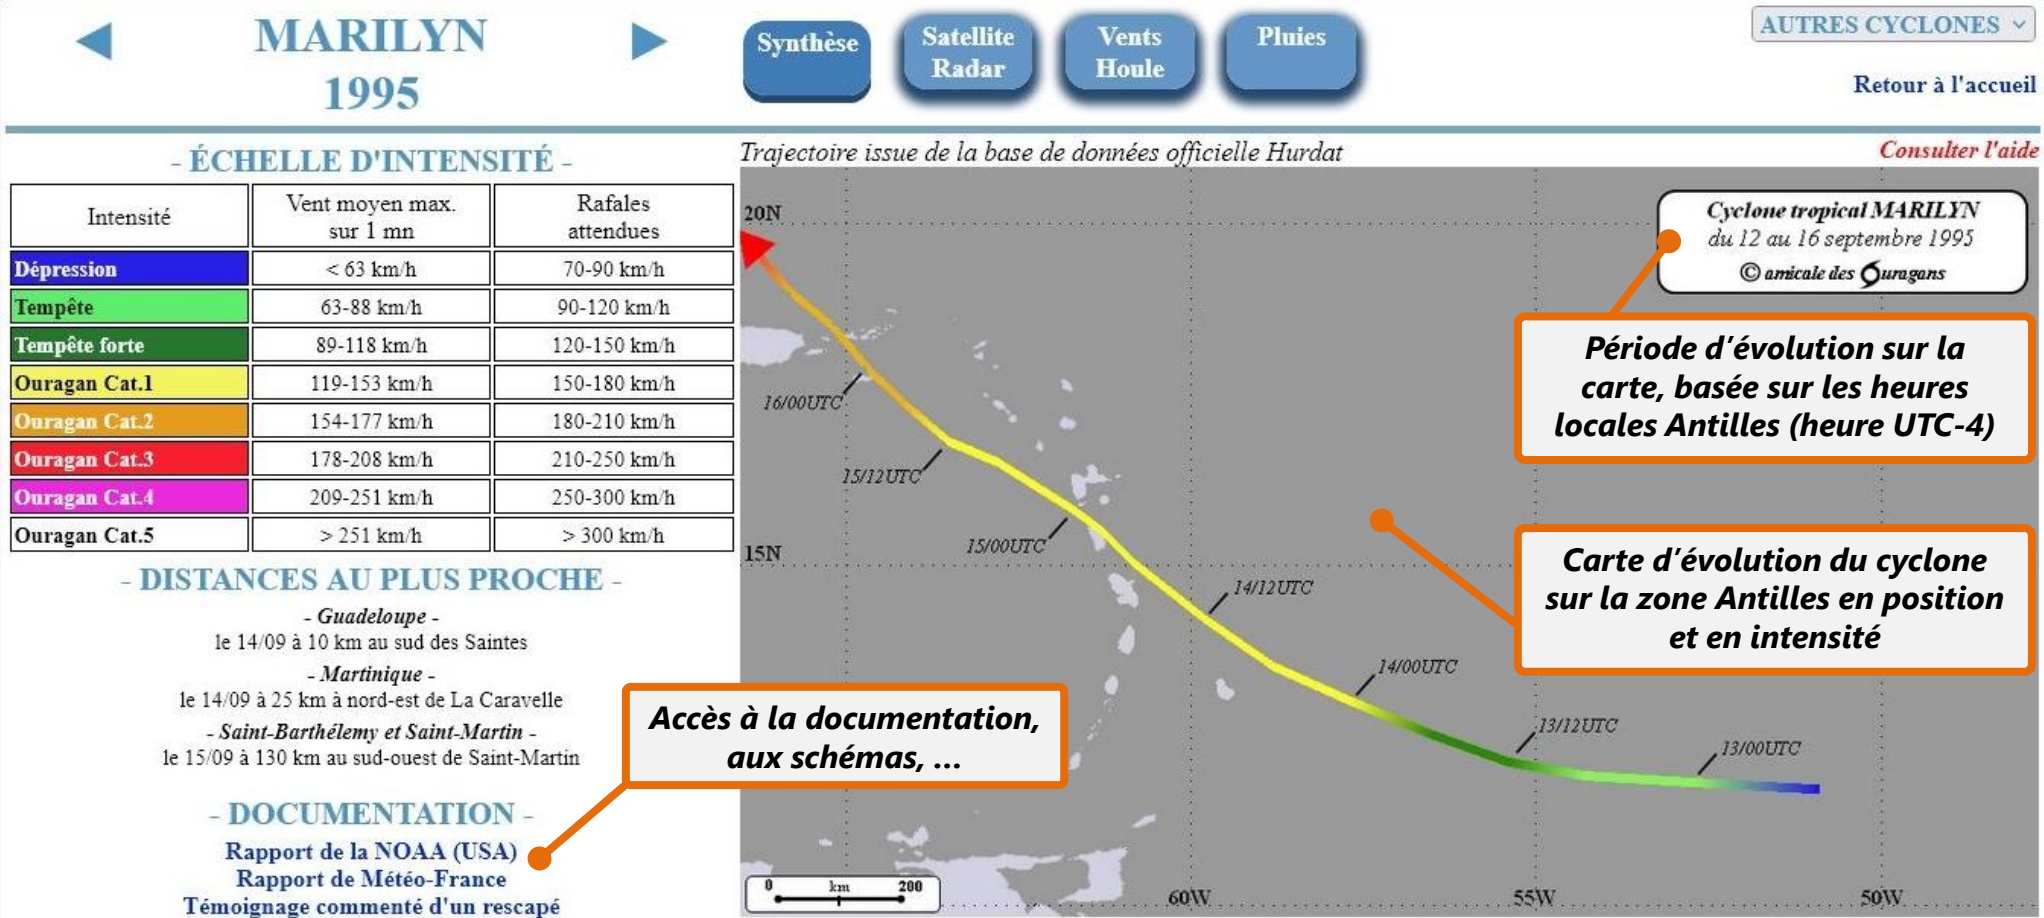 MARILYN
1995
Synthèse
Satellite
Radar
Vents
Houle
Pluies
AUTRES CYCLONES
Retour à l'accueil
- ÉCHELLE D'INTENSITÉ -
Intensité
Vent moyen max.
sur 1 mn
Rafales
attendues
Dépression < 63 km/h 70-90 km/h
Tempête 63-88 km/h 90-120 km/h
Tempête forte 89-118 km/h 120-150 km/h
Ouragan Cat.1 119-153 km/h 150-180 km/h
Ouragan Cat.2 154-177 km/h 180-210 km/h
Ouragan Cat.3 178-208 km/h 210-250 km/h
Ouragan Cat.4 209-251 km/h 250-300 km/h
Ouragan Cat.5 > 251 km/h > 300 km/h
- DISTANCES AU PLUS PROCHE -
- Guadeloupe -
le 14/09 à 10 km au sud des Saintes
- Martinique -
le 14/09 à 25 km à nord-est de La Caravelle
- Saint-Barthélemy et Saint-Martin -
le 15/09 à 130 km au sud-ouest de Saint-Martin
- DOCUMENTATION -
Rapport de la NOAA (USA)
Rapport de Météo-France
Témoignage commenté d'un rescapé
Accès à la documentation,
aux schémas, ...
Trajectoire issue de la base de données officielle Hurdat
Consulter l'aide
20N
Cyclone tropical MARILYN
du 12 au 16 septembre 1995
© amicale des Ouragans
Période d'évolution sur la
carte, basée sur les heures
locales Antilles (heure UTC-4)
16/00UTC
15/12UTC
15/00UTC
15N
14/12UTC
Carte d'évolution du cyclone
sur la zone Antilles en position
et en intensité
14/00UTC
13/12UTC
13/00UTC
0 km 200
60W
55W
50W